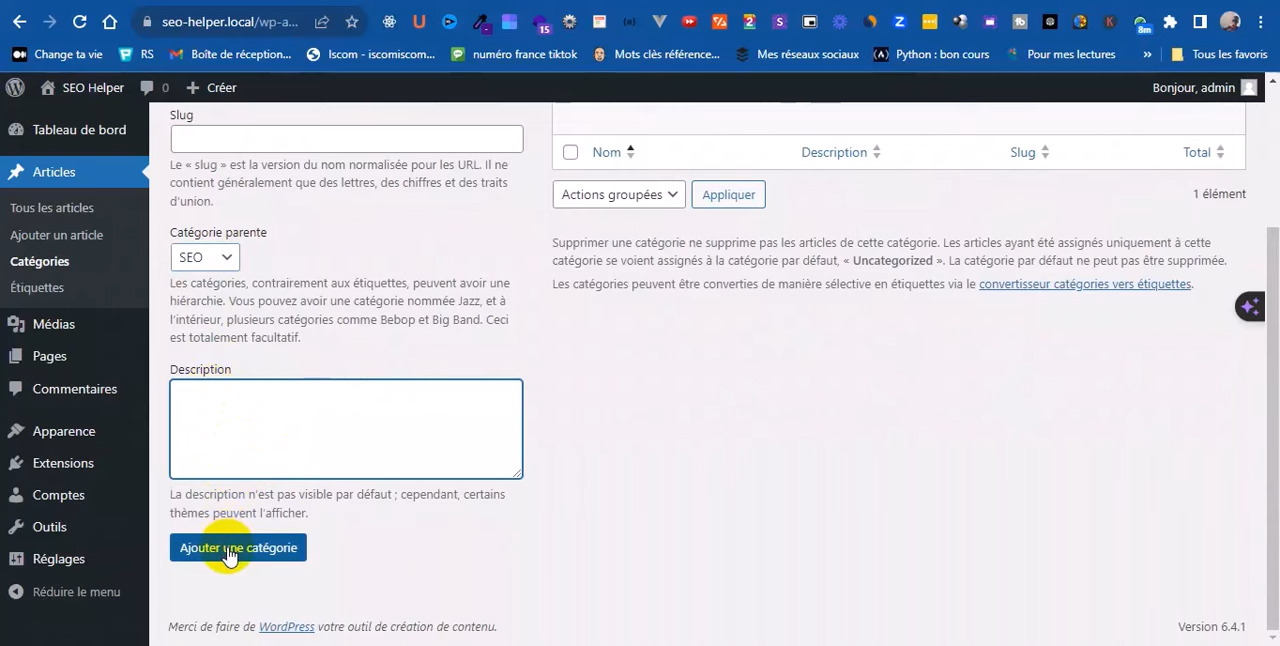 seo-helper.local/wp-a...
15
8m
Change ta vie
RS
Boîte de réception...
Iscom - iscomiscom...
numéro france tiktok
Mots clès référence...
Mes réseaux sociaux
Python : bon cours
Pour mes lectures
»
Tous les favoris
SEO Helper
0
Créer
Bonjour, admin
Tableau de bord
Articles
Tous les articles
Ajouter un article
Catégories
Étiquettes
Médias
Pages
Commentaires
Apparence
Extensions
Comptes
Outils
Réglages
Réduire le menu
Slug
Le « slug » est la version du nom normalisée pour les URL. Il ne
contient généralement que des lettres, des chiffres et des traits
d'union.
Catégorie parente
SEO
Les catégories, contrairement aux étiquettes, peuvent avoir une
hiérarchie. Vous pouvez avoir une catégorie nommée Jazz, et à
l'intérieur, plusieurs catégories comme Bebop et Big Band. Ceci
est totalement facultatif.
Description
La description n'est pas visible par défaut ; cependant, certains
thèmes peuvent l'afficher.
Ajouter une catégorie
Nom
Description
Slug
Total
Actions groupées
Appliquer
1 élément
Supprimer une catégorie ne supprime pas les articles de cette catégorie. Les articles ayant été assignés uniquement à cette
catégorie se voient assignés à la catégorie par défaut, « Uncategorized ». La catégorie par défaut ne peut pas être supprimée.
Les catégories peuvent être converties de manière sélective en étiquettes via le convertisseur catégories vers étiquettes.
Merci de faire de WordPress votre outil de création de contenu.
Version 6.4.1